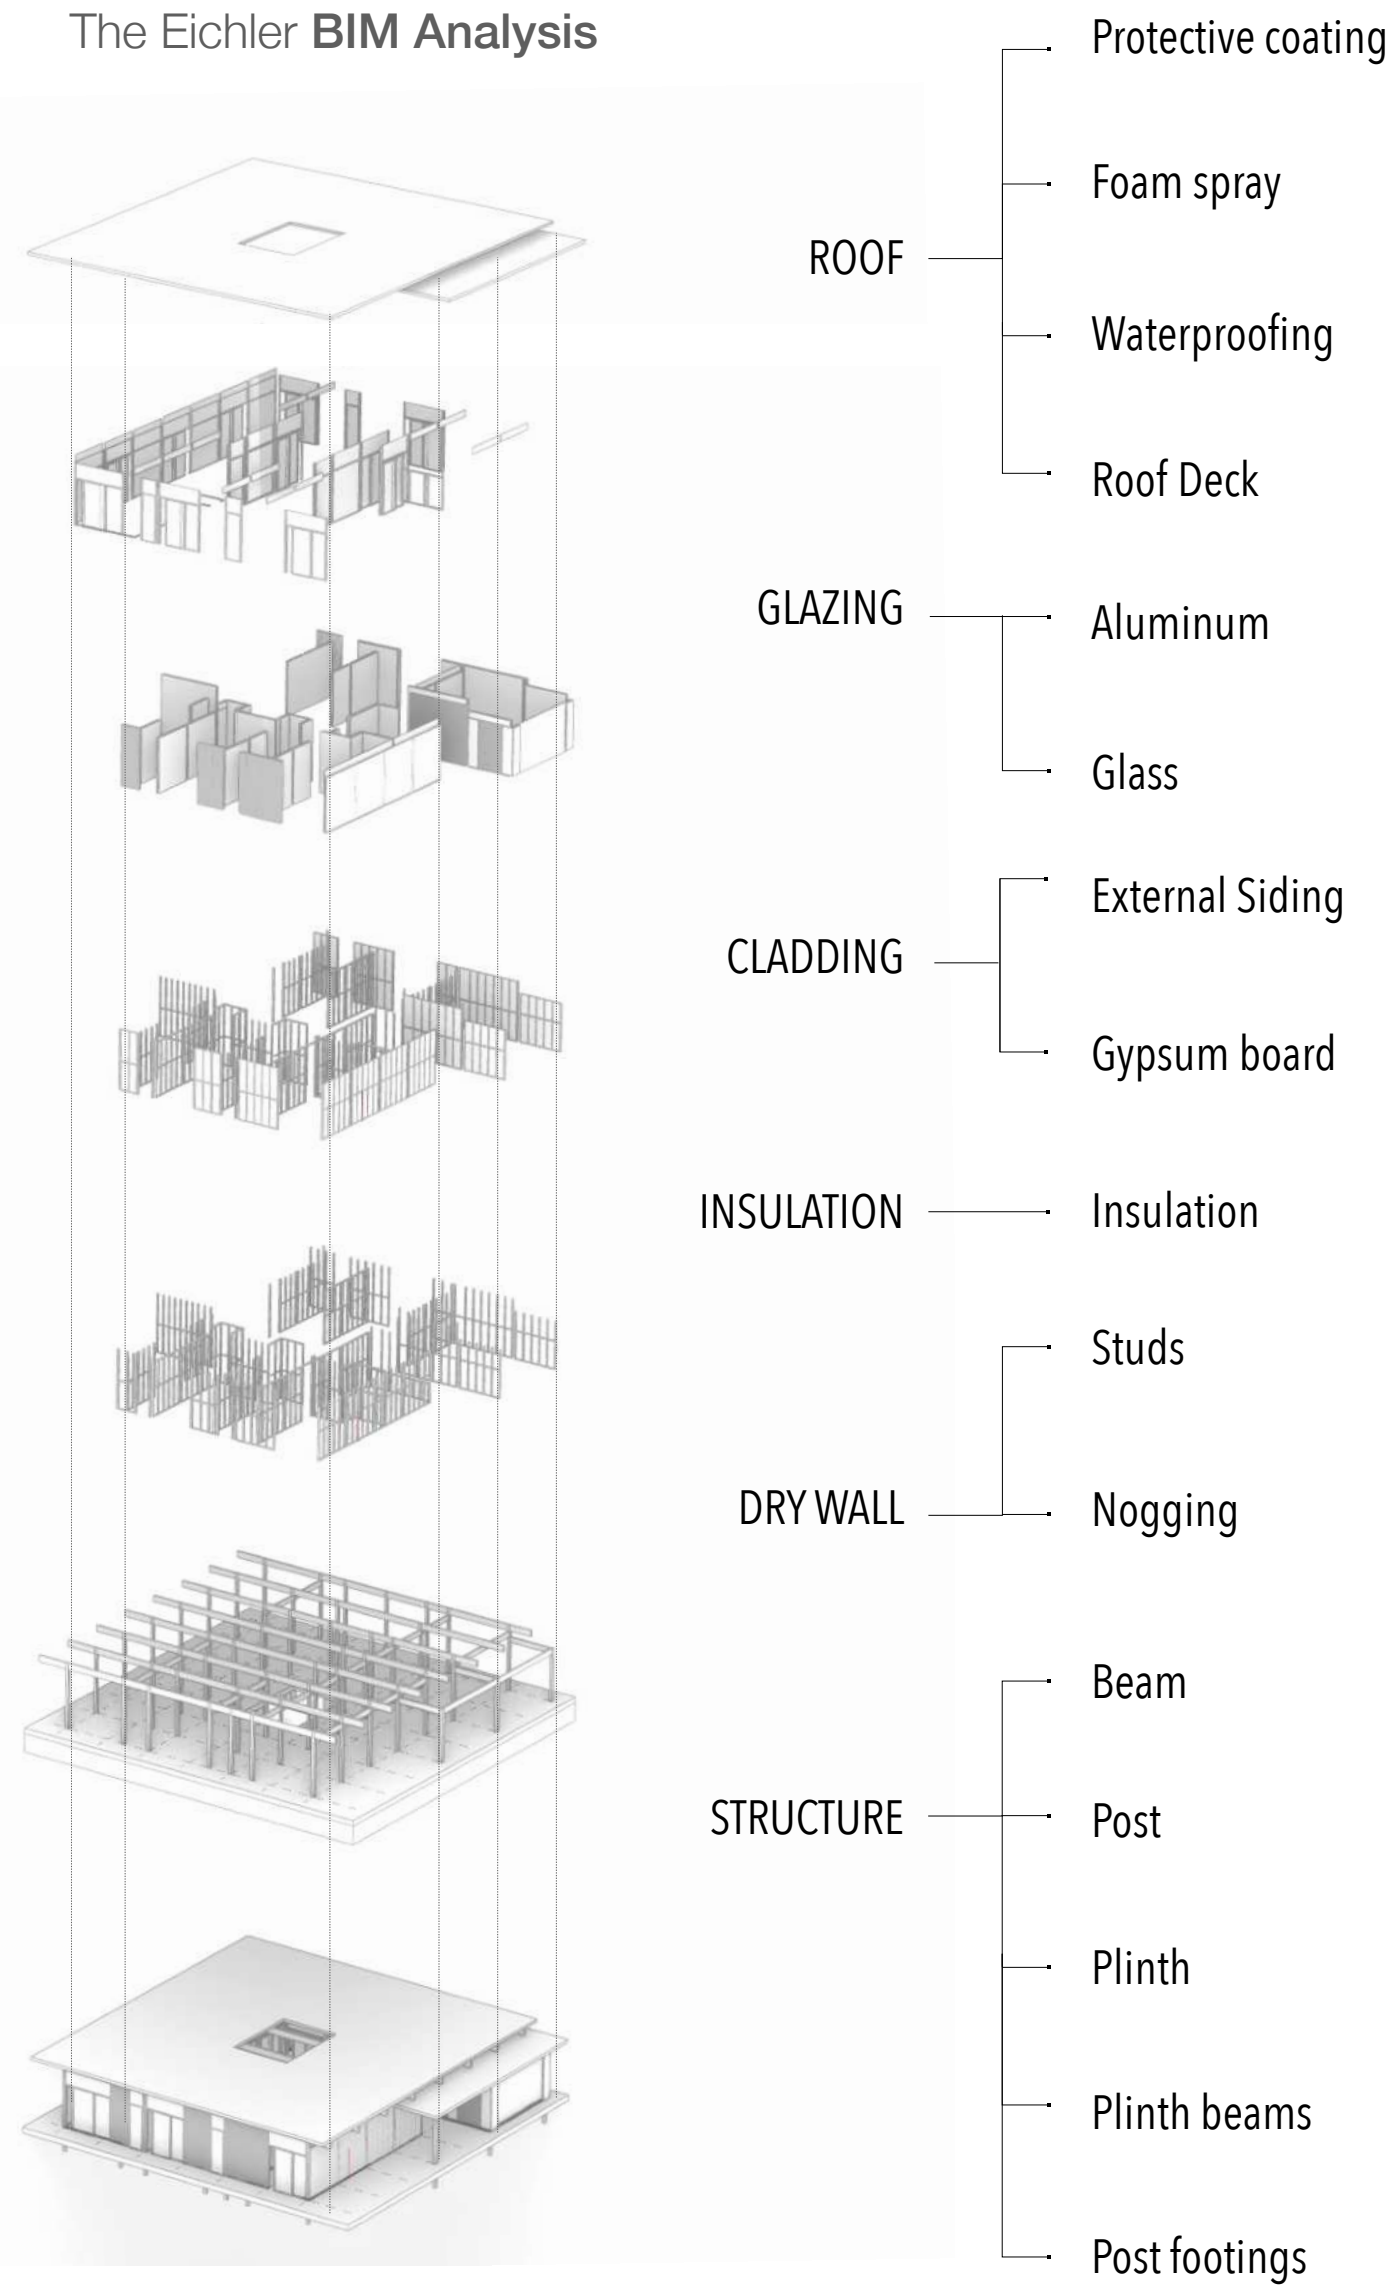 The Eichler BIM Analysis
ROOF
Protective coating
Foam spray
Waterproofing
Roof Deck
GLAZING
Aluminum
Glass
CLADDING
External Siding
Gypsum board
INSULATION
Insulation
DRY WALL
Studs
Nogging
STRUCTURE
Beam
Post
Plinth
Plinth beams
Post footings